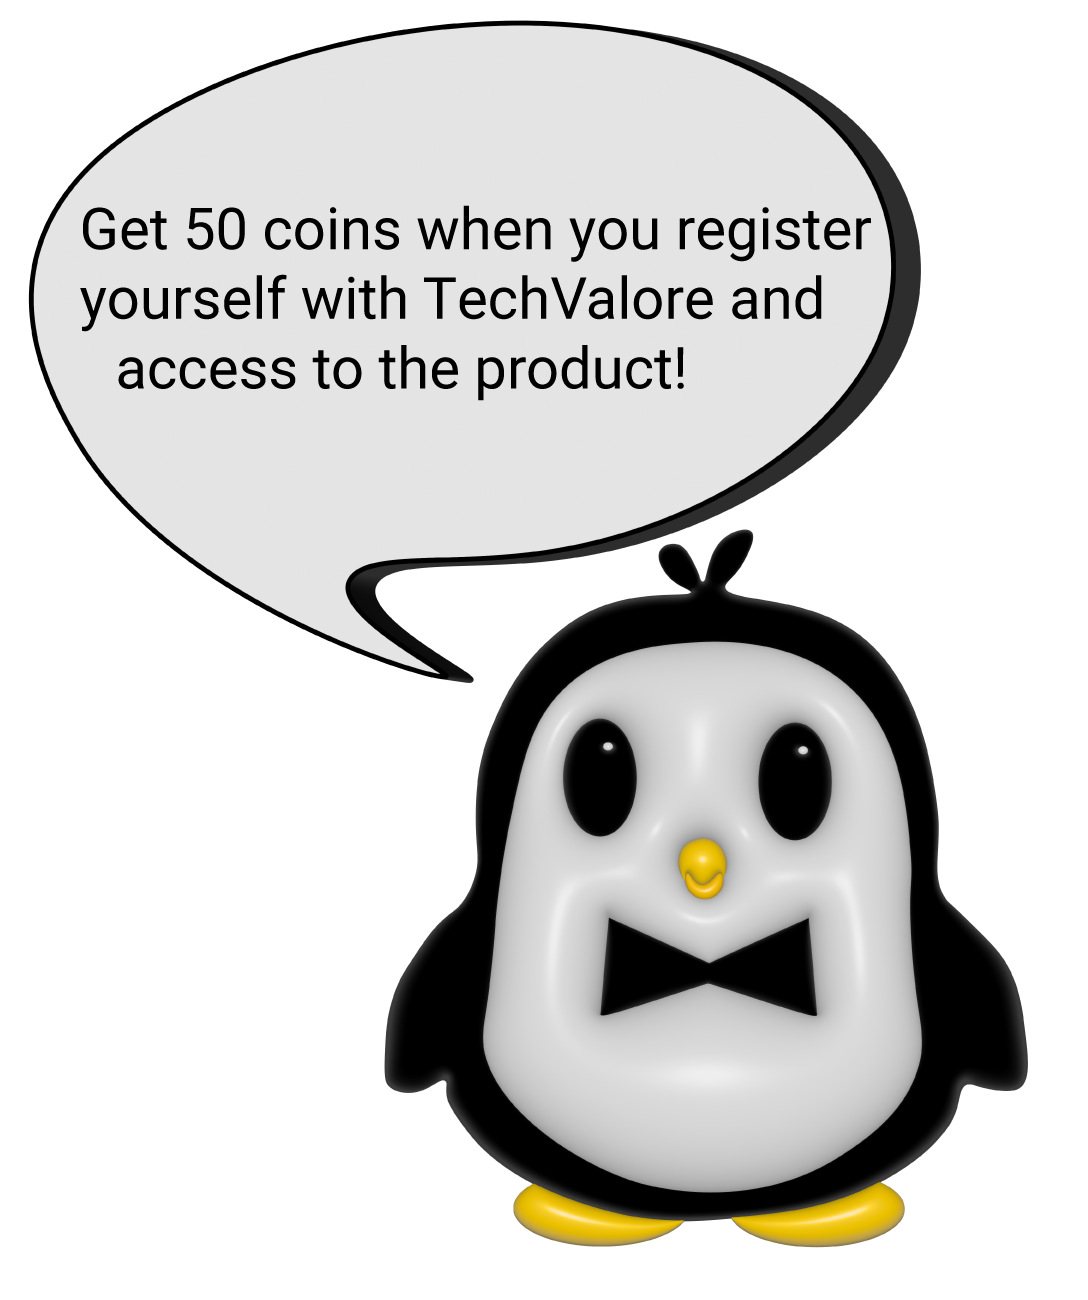 Get 50 coins when you register
yourself with TechValore and
access to the product!